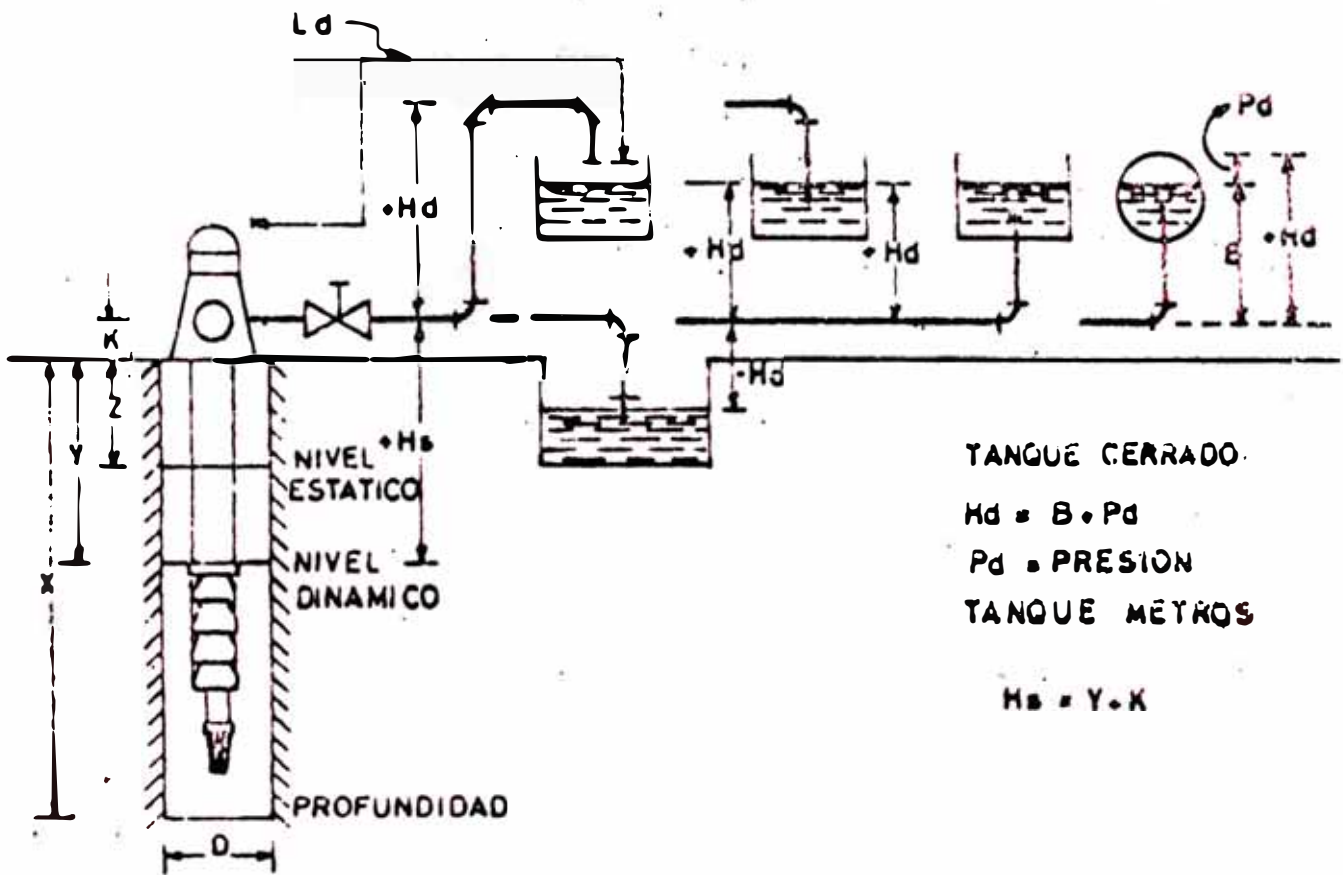 Ld
Pd
+Hd
+Hd
+Hd
B
+Hd
K
Z
Y
X
+Hs
-Hd
NIVEL
ESTATICO
NIVEL
DINAMICO
PROFUNDIDAD
D
TANQUE CERRADO
Hd = B + Pd
Pd = PRESION
TANQUE METROS
Hs = Y + K